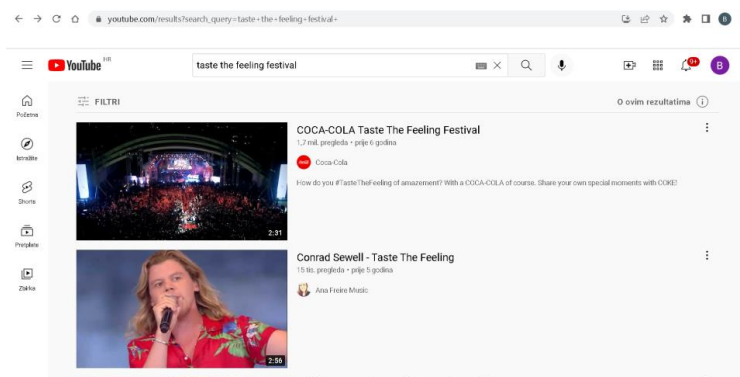 youtube.com/results?search_query=taste+the+feeling+festival+
B
YouTube HR
taste the feeling festival
9+
B
FILTRI
O ovim rezultatima
Početna
Istražite
Shorts
Pretplate
Zbirka
COCA-COLA Taste The Feeling Festival
1,7 mil. pregleda • prije 6 godina
Coca-Cola
How do you #TasteTheFeeling of amazement? With a COCA-COLA of course. Share your own special moments with COKE!
2:31
Conrad Sewell - Taste The Feeling
15 tis. pregleda • prije 5 godina
Ana Freire Music
2:56